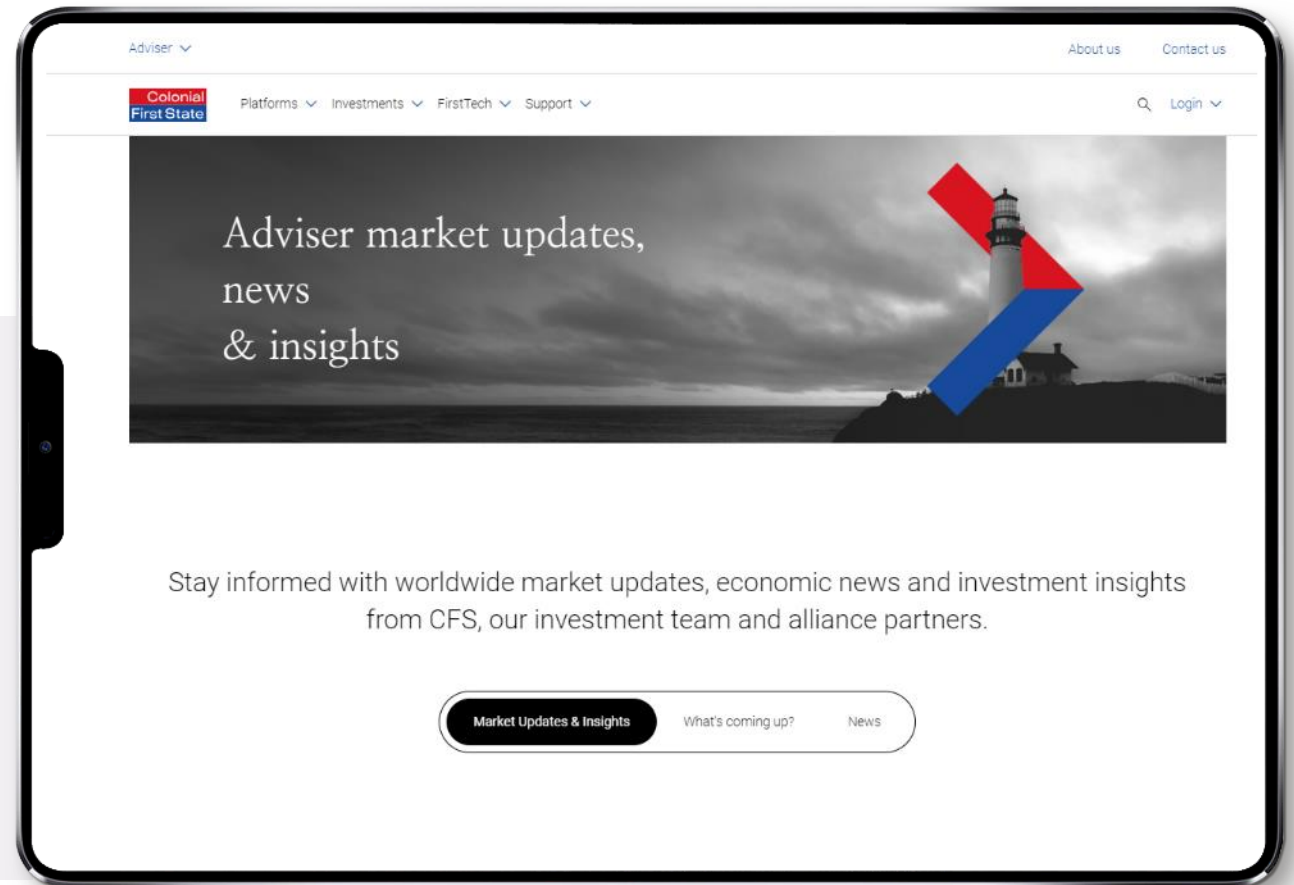 Adviser
About us
Contact us
Colonial
First State
Platforms
Investments
FirstTech
Support
Login
Adviser market updates,
news
& insights
Stay informed with worldwide market updates, economic news and investment insights
from CFS, our investment team and alliance partners.
Market Updates & Insights
What's coming up?
News